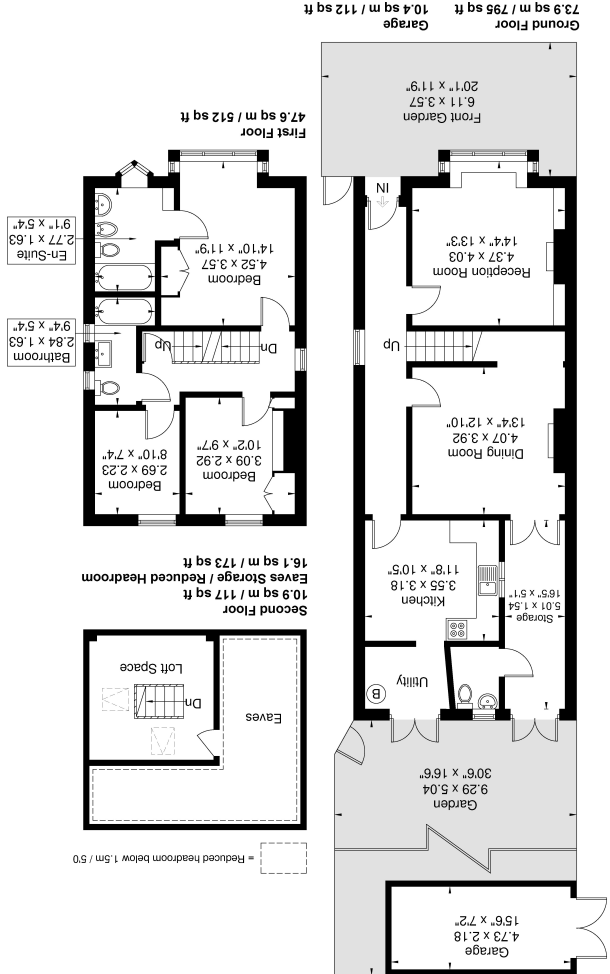 Garage
4.73 x 2.18
15'6" x 7'2"
= Reduced headroom below 1.5m / 5'0
Garden
9.29 x 5.04
30'6" x 16'6"
Eaves
Dn
Loft Space
Second Floor
10.9 sq m / 117 sq ft
Eaves Storage / Reduced Headroom
16.1 sq m / 173 sq ft
Utility
B
Storage
5.01 x 1.54
16'5" x 5'1"
Kitchen
3.55 x 3.18
11'8" x 10'5"
Dining Room
4.07 x 3.92
13'4" x 12'10"
Up
Reception Room
4.37 x 4.03
14'4" x 13'3"
IN
Front Garden
6.11 x 3.57
20'1" x 11'9"
Ground Floor
73.9 sq m / 795 sq ft
Garage
10.4 sq m / 112 sq ft
Bedroom
3.09 x 2.92
10'2" x 9'7"
Bedroom
2.69 x 2.23
8'10" x 7'4"
Dn
Up
Bathroom
2.84 x 1.63
9'4" x 5'4"
Bedroom
4.52 x 3.57
14'10" x 11'9"
En-Suite
2.77 x 1.63
9'1" x 5'4"
First Floor
47.6 sq m / 512 sq ft